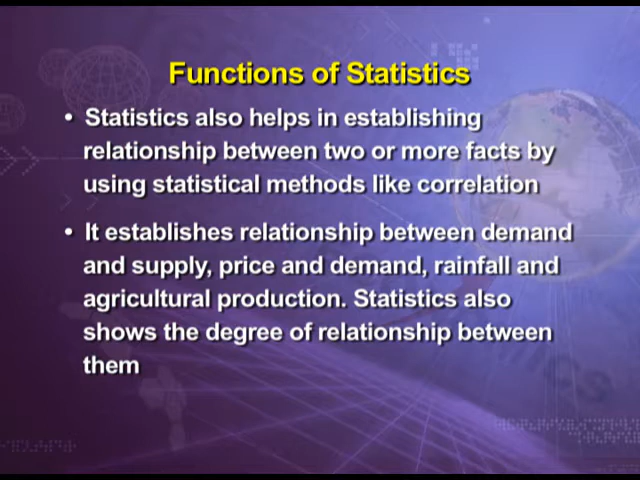 Functions of Statistics
• Statistics also helps in establishing
relationship between two or more facts by
using statistical methods like correlation
• It establishes relationship between demand
and supply, price and demand, rainfall and
agricultural production. Statistics also
shows the degree of relationship between
them